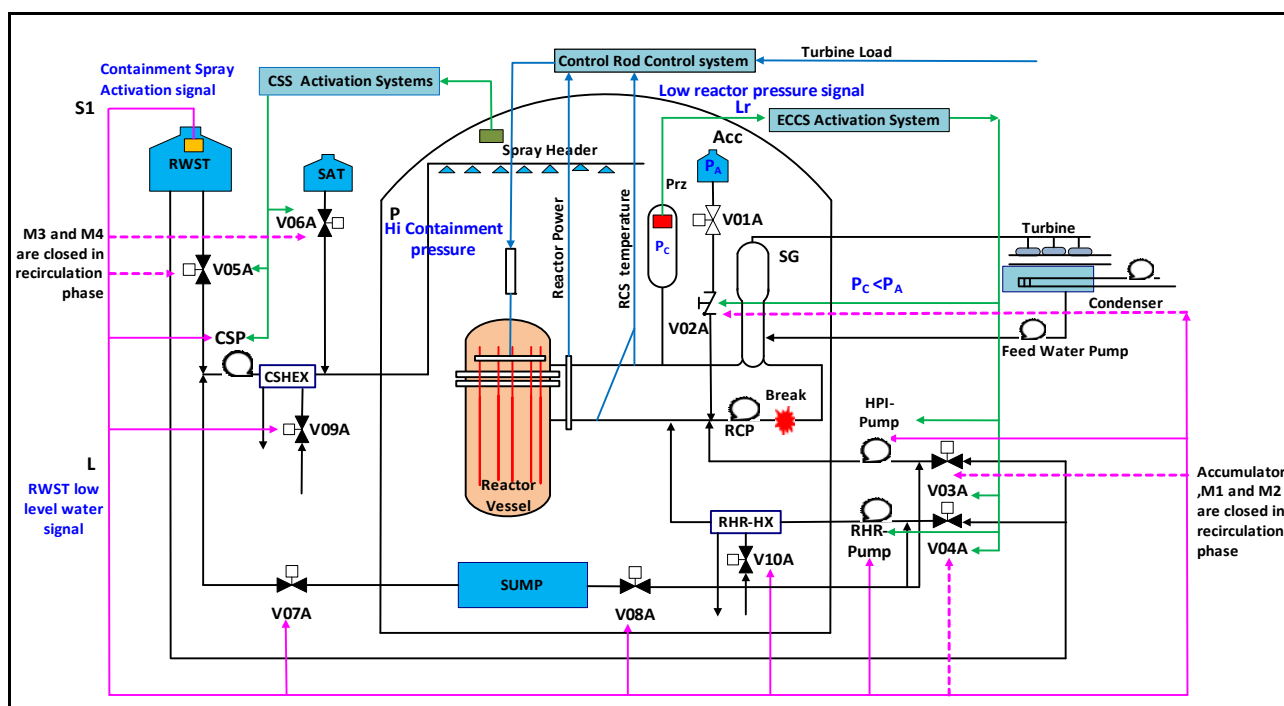 Turbine Load
Control Rod Control system
Containment Spray
Activation signal
CSS  Activation Systems
Low reactor pressure signal
Lr
S1
ECCS Activation System
Acc
RWST
SAT
Spray Header
P_A
Prz
V06A
P
Hi Containment
pressure
Reactor Power
RCS  temperature
V01A
M3 and M4
are closed in
recirculation
phase
V05A
P_C
SG
Turbine
P_C <P_A
Condenser
V02A
CSP
Feed Water Pump
CSHEX
Break
HPI-
Pump
V09A
RCP
L
RWST low
level water
signal
Reactor
Vessel
V03A
Accumulator
,M1 and M2
are closed in
recirculation
phase
RHR-HX
RHR-
Pump
V04A
V10A
SUMP
V07A
V08A